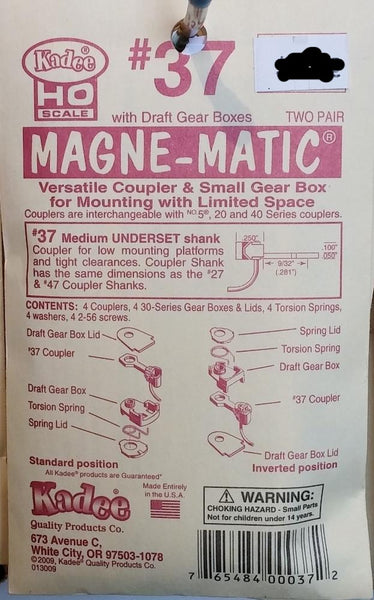 Kadee®
HO
SCALE
#37
with Draft Gear Boxes
TWO PAIR
MAGNE-MATIC®
Versatile Coupler & Small Gear Box
for Mounting with Limited Space
Couplers are interchangeable with NO.5®, 20 and 40 Series couplers.
#37 Medium UNDERSET shank
Coupler for low mounting platforms
and tight clearances. Coupler Shank
has the same dimensions as the #27
& #47 Coupler Shanks.
.250"
.100"
.050"
9/32"
(.281")
CONTENTS: 4 Couplers, 4 30-Series Gear Boxes & Lids, 4 Torsion Springs,
4 washers, 4 2-56 screws.
Draft Gear Box Lid
#37 Coupler
Draft Gear Box
Torsion Spring
Spring Lid
Standard position
Spring Lid
Torsion Spring
Draft Gear Box
#37 Coupler
Draft Gear Box Lid
Inverted position
All Kadee® products are Guaranteed*
Kadee®
Quality Products Co.
Made Entirely
in the U.S.A.
673 Avenue C,
White City, OR 97503-1078
©2009, Kadee® Quality Products Co.
013009
WARNING:
CHOKING HAZARD - Small Parts
Not for children under 14 years.
7 65484 00037 2